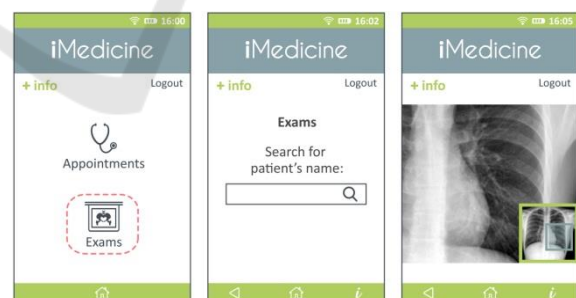 16:00
iMedicine
+ info Logout
Appointments
Exams
16:02
iMedicine
+ info Logout
Exams
Search for
patient's name:
i
16:05
iMedicine
+ info Logout
i